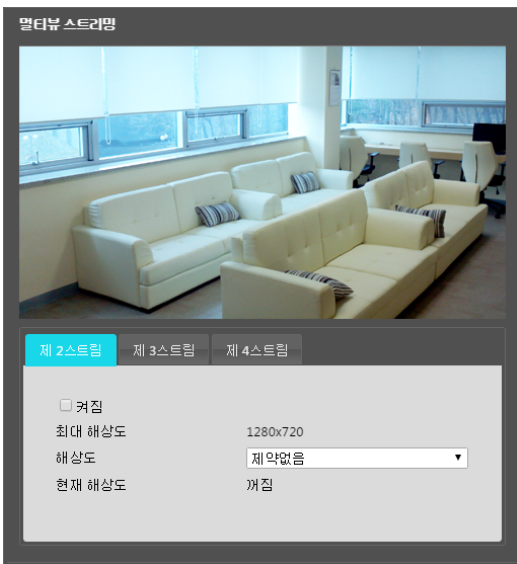 멀티뷰 스트리밍
제 2스트림 제 3스트림 제 4스트림
켜짐
최대 해상도 1280x720
해상도 제약없음
현재 해상도 꺼짐